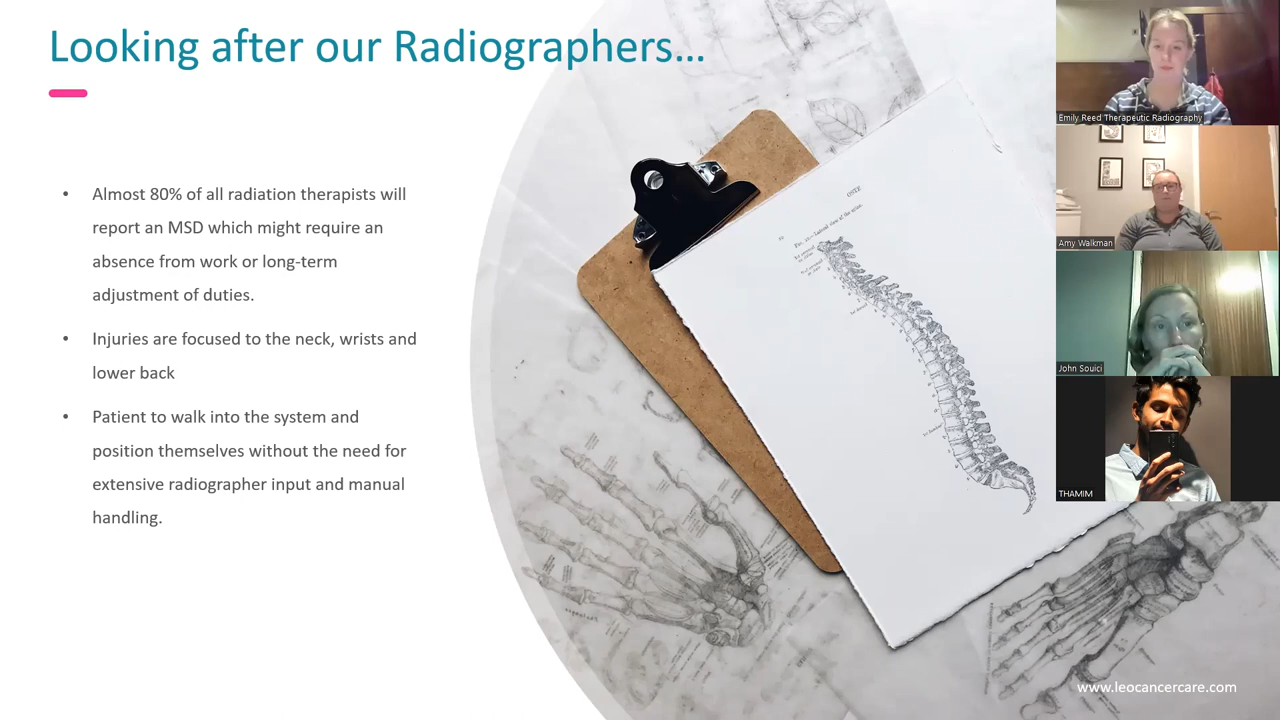 Looking after our Radiographers...
Almost 80% of all radiation therapists will
report an MSD which might require an
absence from work or long-term
adjustment of duties.
Injuries are focused to the neck, wrists and
lower back
Patient to walk into the system and
position themselves without the need for
extensive radiographer input and manual
handling.
Emily Reed Therapeutic Radiography
Amy Walkman
John Souici
THAMIM
www.leocancercare.com